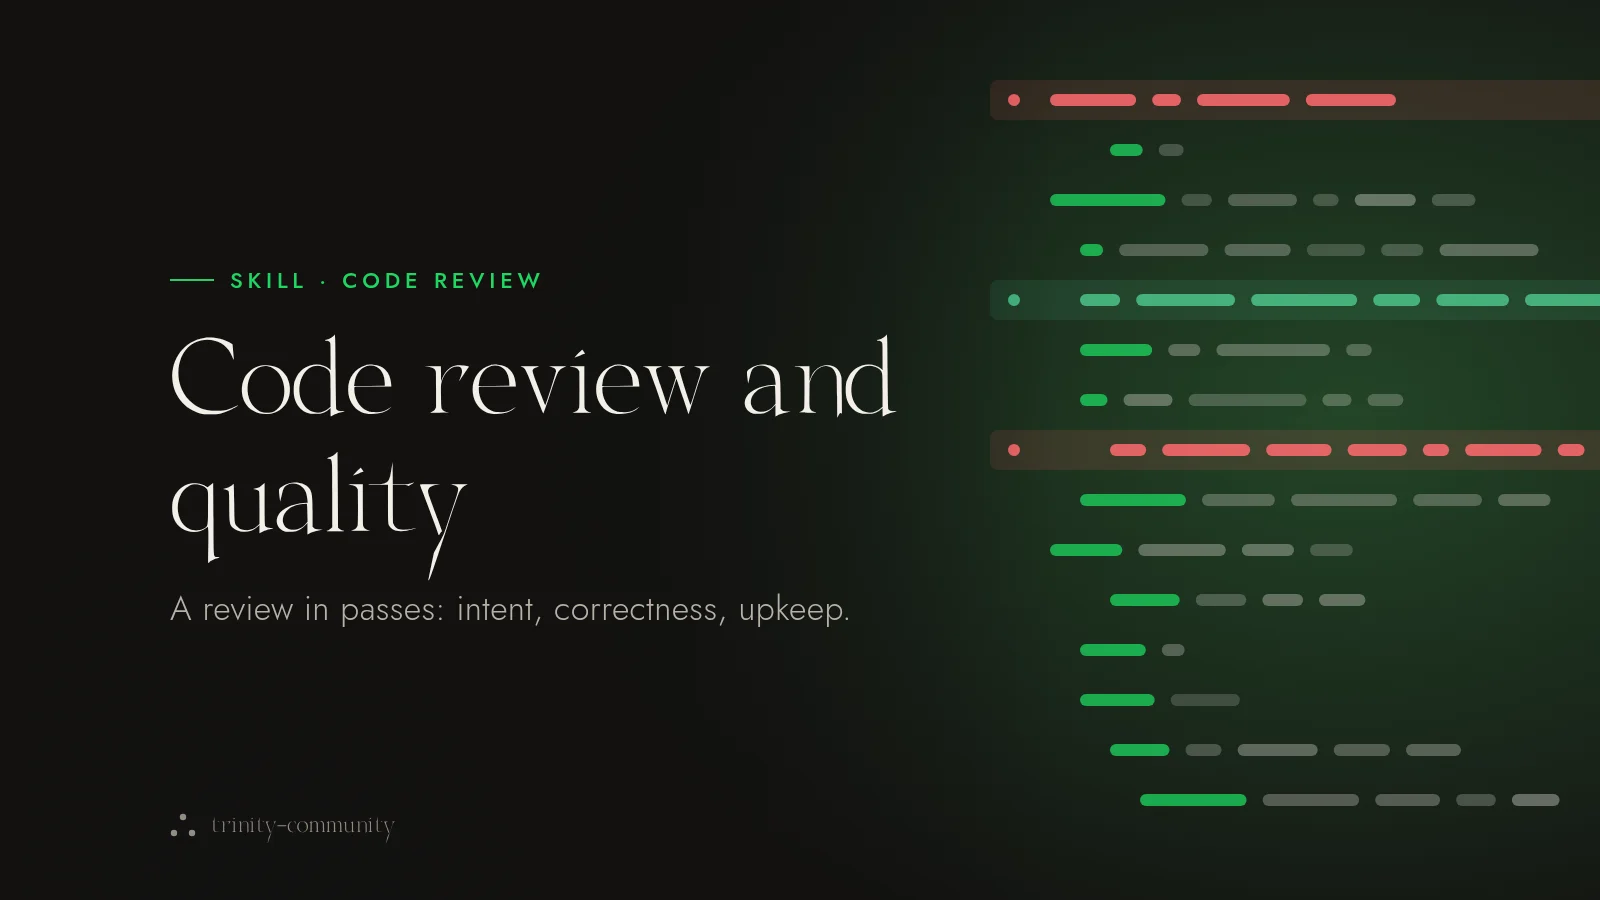 SKILL · CODE REVIEW
Code review and
quality
A review in passes: intent, correctness, upkeep.
trinity-community